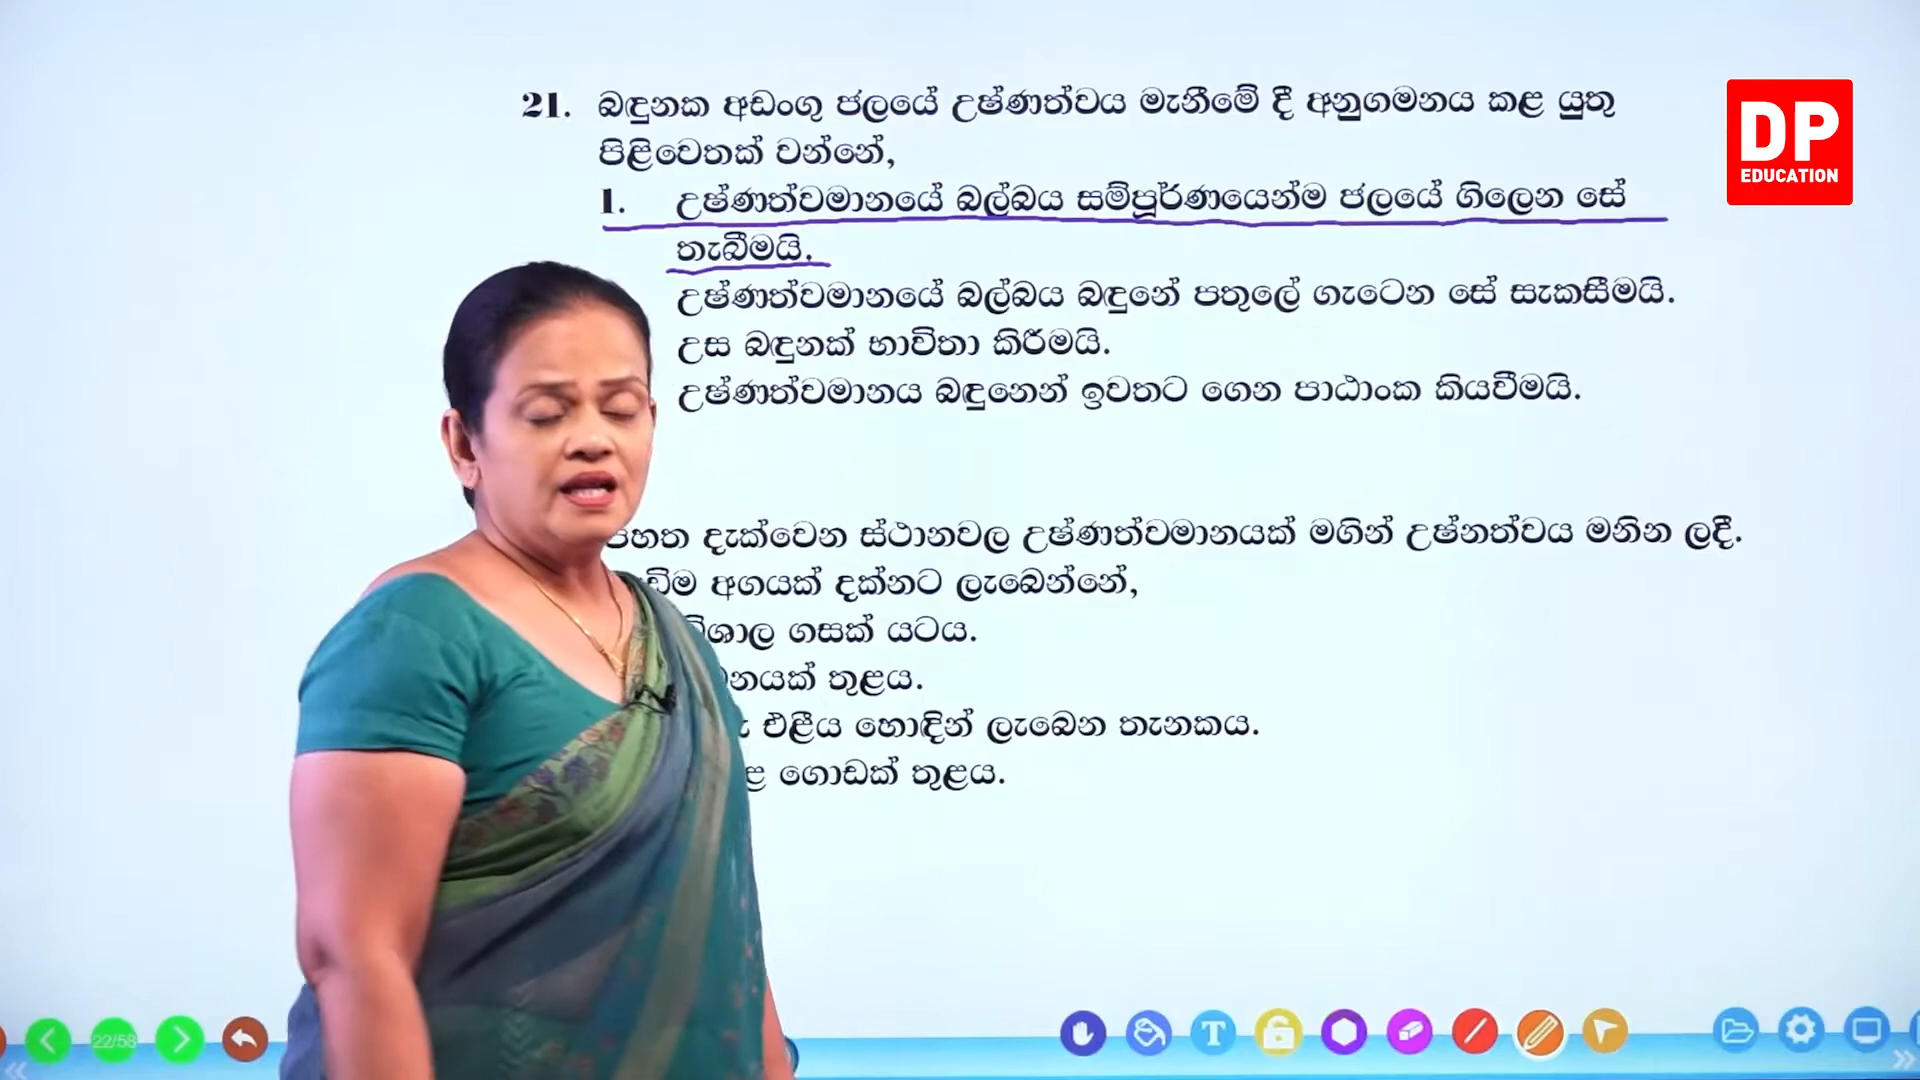 21. බඳුනක අඩංගු ජලයේ උෂ්ණත්වය මැනීමේ දී අනුගමනය කළ යුතු
පිළිවෙතක් වන්නේ,
1. උෂ්ණත්වමානයේ බල්බය සම්පූර්ණයෙන්ම ජලයේ ගිලෙන සේ
තැබීමයි.
උෂ්ණත්වමානයේ බල්බය බඳුනේ පතුලේ ගැටෙන සේ සැකසීමයි.
උස බඳුනක් භාවිතා කිරීමයි.
උෂ්ණත්වමානය බඳුනෙන් ඉවතට ගෙන පාඨාංක කියවීමයි.
පහත දැක්වෙන ස්ථානවල උෂ්ණත්වමානයක් මගින් උෂ්නත්වය මනින ලදී.
අගයක් දක්නට ලැබෙන්නේ,
ගසක් යටය.
තුළය.
එළිය හොඳින් ලැබෙන තැනකය.
ගොඩක් තුළය.
DP
EDUCATION
22/58
T